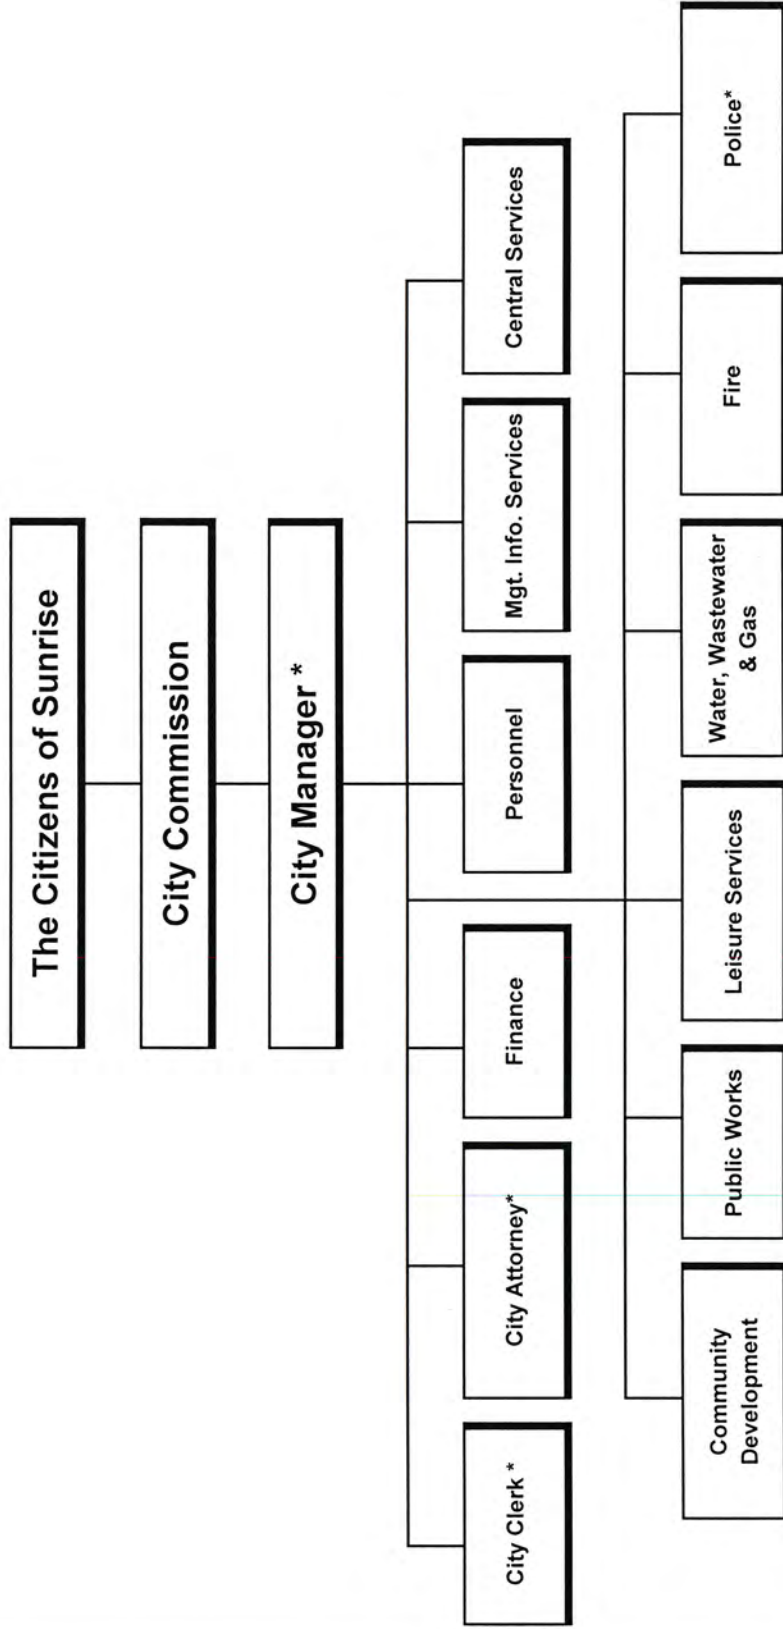 The Citizens of Sunrise
City Commission
City Manager *
City Clerk *
City Attorney*
Finance
Personnel
Mgt. Info. Services
Central Services
Community
Development
Public Works
Leisure Services
Water, Wastewater
& Gas
Fire
Police*